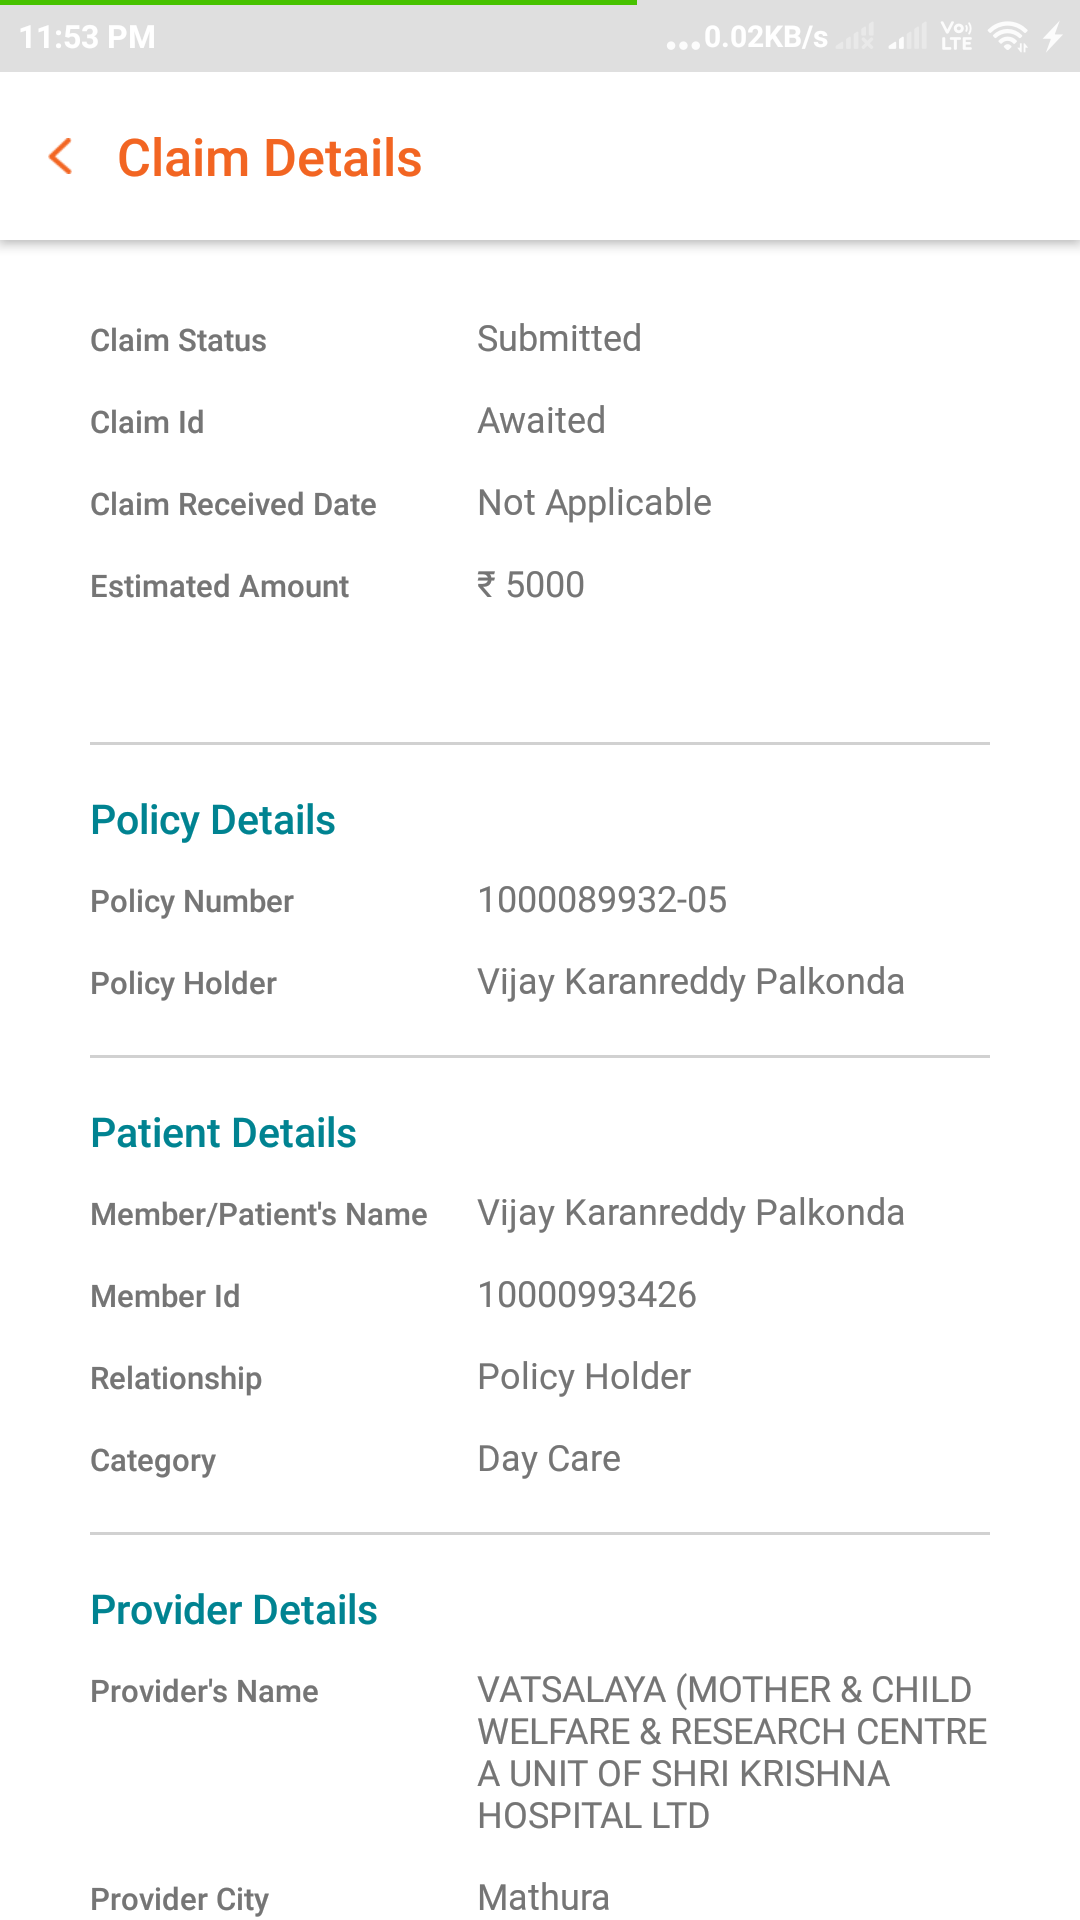 11:53 PM ...0.02KB/s VoLTE
Claim Details
Claim Status Submitted
Claim Id Awaited
Claim Received Date Not Applicable
Estimated Amount ₹ 5000
Policy Details
Policy Number 1000089932-05
Policy Holder Vijay Karanreddy Palkonda
Patient Details
Member/Patient's Name Vijay Karanreddy Palkonda
Member Id 10000993426
Relationship Policy Holder
Category Day Care
Provider Details
Provider's Name VATSALAYA (MOTHER & CHILD
WELFARE & RESEARCH CENTRE
A UNIT OF SHRI KRISHNA
HOSPITAL LTD
Provider City Mathura